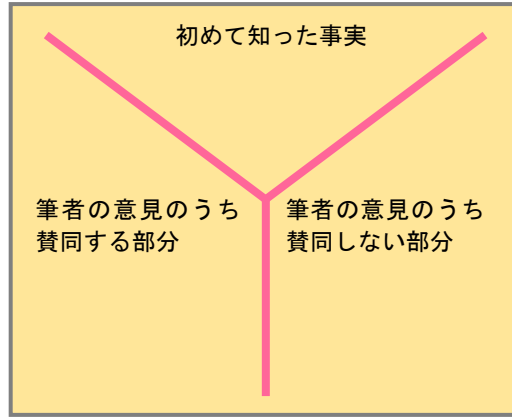 初めて知った事実
筆者の意見のうち
賛同する部分
筆者の意見のうち
賛同しない部分